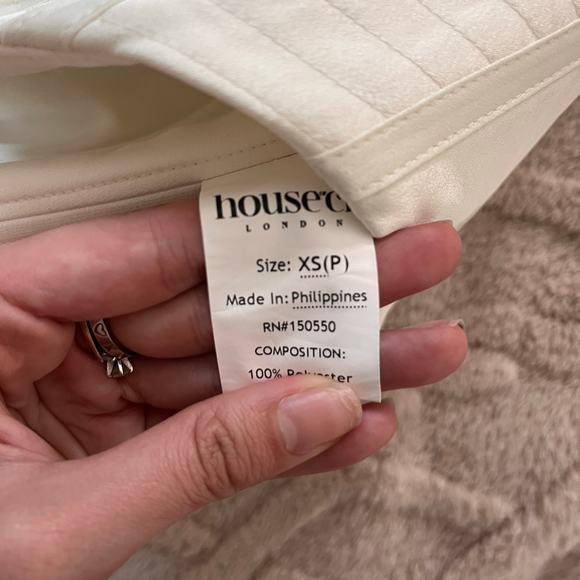 house
LONDON
Size: XS(P)
Made In: Philippines
RN#150550
COMPOSITION:
100% Polyester